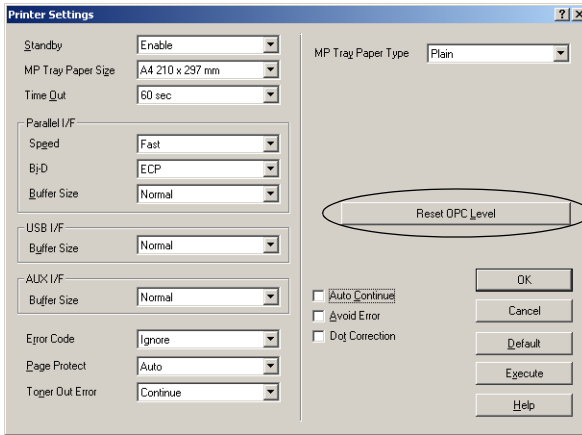 Printer Settings
Standby Enable
MP Tray Paper Size A4 210 x 297 mm
Time Out 60 sec
Parallel I/F
Speed Fast
Bi-D ECP
Buffer Size Normal
USB I/F
Buffer Size Normal
AUX I/F
Buffer Size Normal
Error Code Ignore
Page Protect Auto
Toner Out Error Continue
MP Tray Paper Type Plain
Reset OPC Level
Auto Continue
Avoid Error
Dot Correction
OK
Cancel
Default
Execute
Help